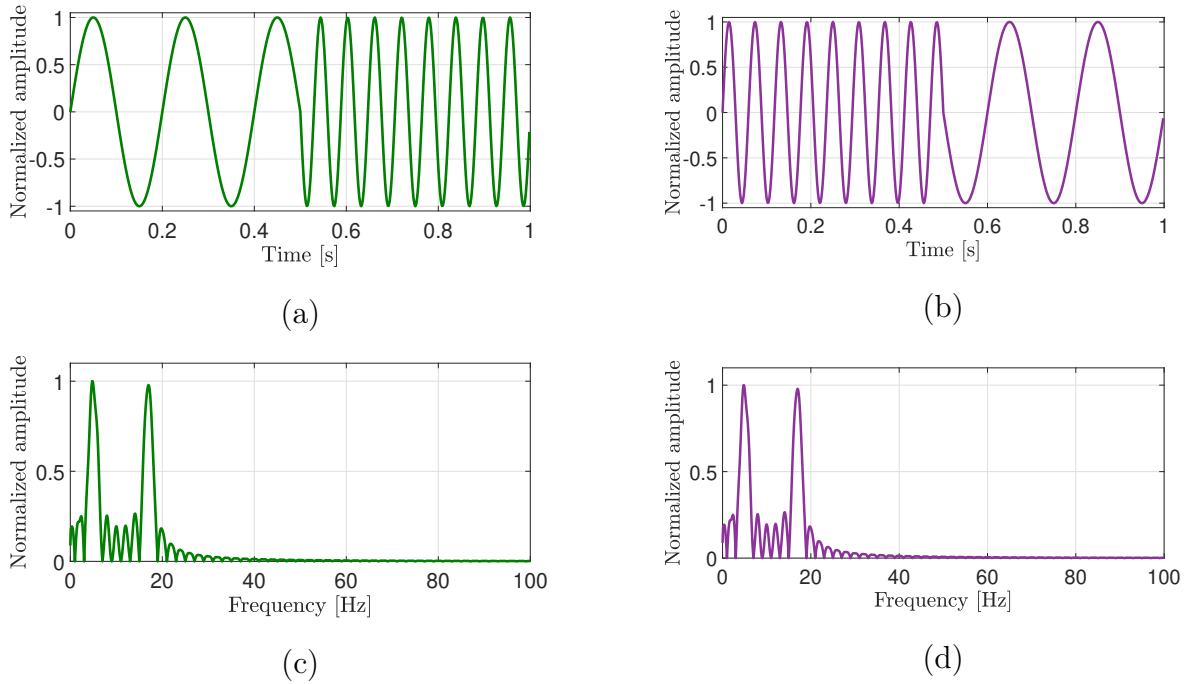 Normalized amplitude
1
0.5
0
-0.5
-1
0 0.2 0.4 0.6 0.8 1
Time [s]
(a)
Normalized amplitude
1
0.5
0
-0.5
-1
0 0.2 0.4 0.6 0.8 1
Time [s]
(b)
Normalized amplitude
1
0.5
0
0 20 40 60 80 100
Frequency [Hz]
(c)
Normalized amplitude
1
0.5
0
0 20 40 60 80 100
Frequency [Hz]
(d)